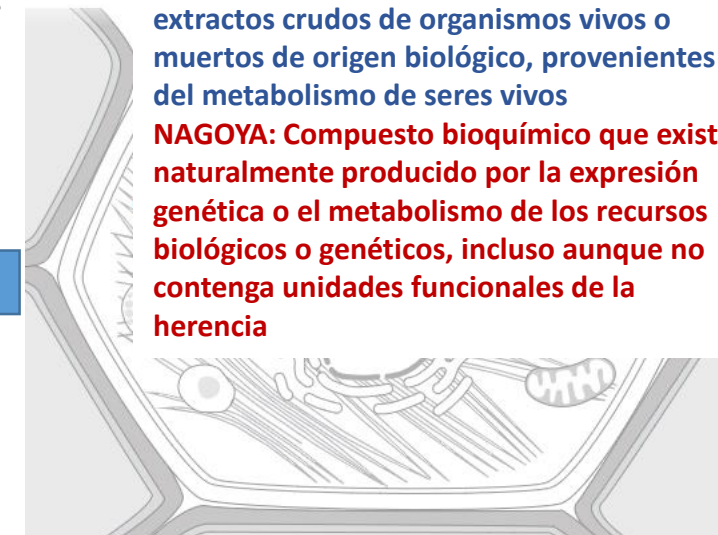 extractos crudos de organismos vivos o
muertos de origen biológico, provenientes
del metabolismo de seres vivos
NAGOYA: Compuesto bioquímico que exist
naturalmente producido por la expresión
genética o el metabolismo de los recursos
biológicos o genéticos, incluso aunque no
contenga unidades funcionales de la
herencia